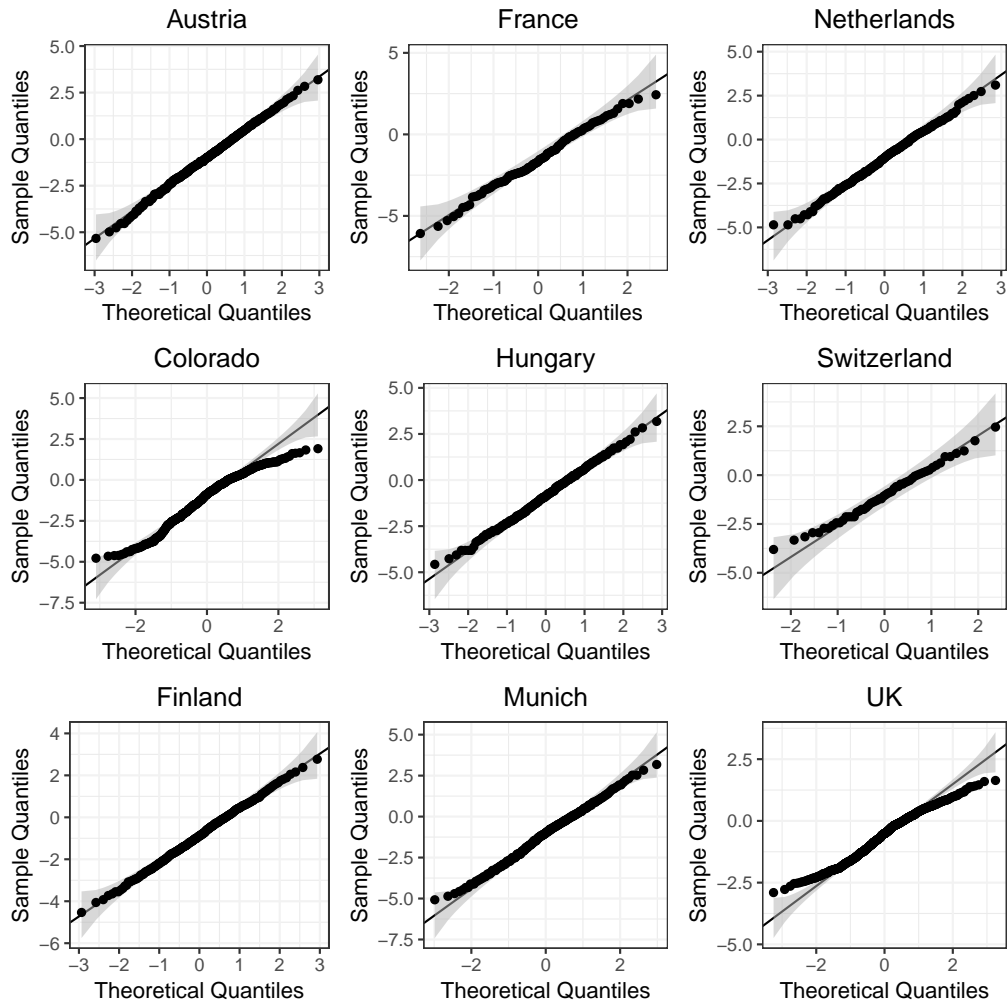 Austria
France
Netherlands
5.0
2.5
0.0
−2.5
−5.0
Sample Quantiles
−3 −2 −1 0 1 2 3
Theoretical Quantiles
5
0
−5
Sample Quantiles
−2 −1 0 1 2
Theoretical Quantiles
5.0
2.5
0.0
−2.5
−5.0
Sample Quantiles
−3 −2 −1 0 1 2 3
Theoretical Quantiles
Colorado
Hungary
Switzerland
5.0
2.5
0.0
−2.5
−5.0
−7.5
Sample Quantiles
−2 0 2
Theoretical Quantiles
5.0
2.5
0.0
−2.5
−5.0
Sample Quantiles
−3 −2 −1 0 1 2 3
Theoretical Quantiles
2.5
0.0
−2.5
−5.0
Sample Quantiles
−2 −1 0 1 2
Theoretical Quantiles
Finland
Munich
UK
4
2
0
−2
−4
−6
Sample Quantiles
−3 −2 −1 0 1 2 3
Theoretical Quantiles
5.0
2.5
0.0
−2.5
−5.0
−7.5
Sample Quantiles
−2 0 2
Theoretical Quantiles
2.5
0.0
−2.5
−5.0
Sample Quantiles
−2 0 2
Theoretical Quantiles